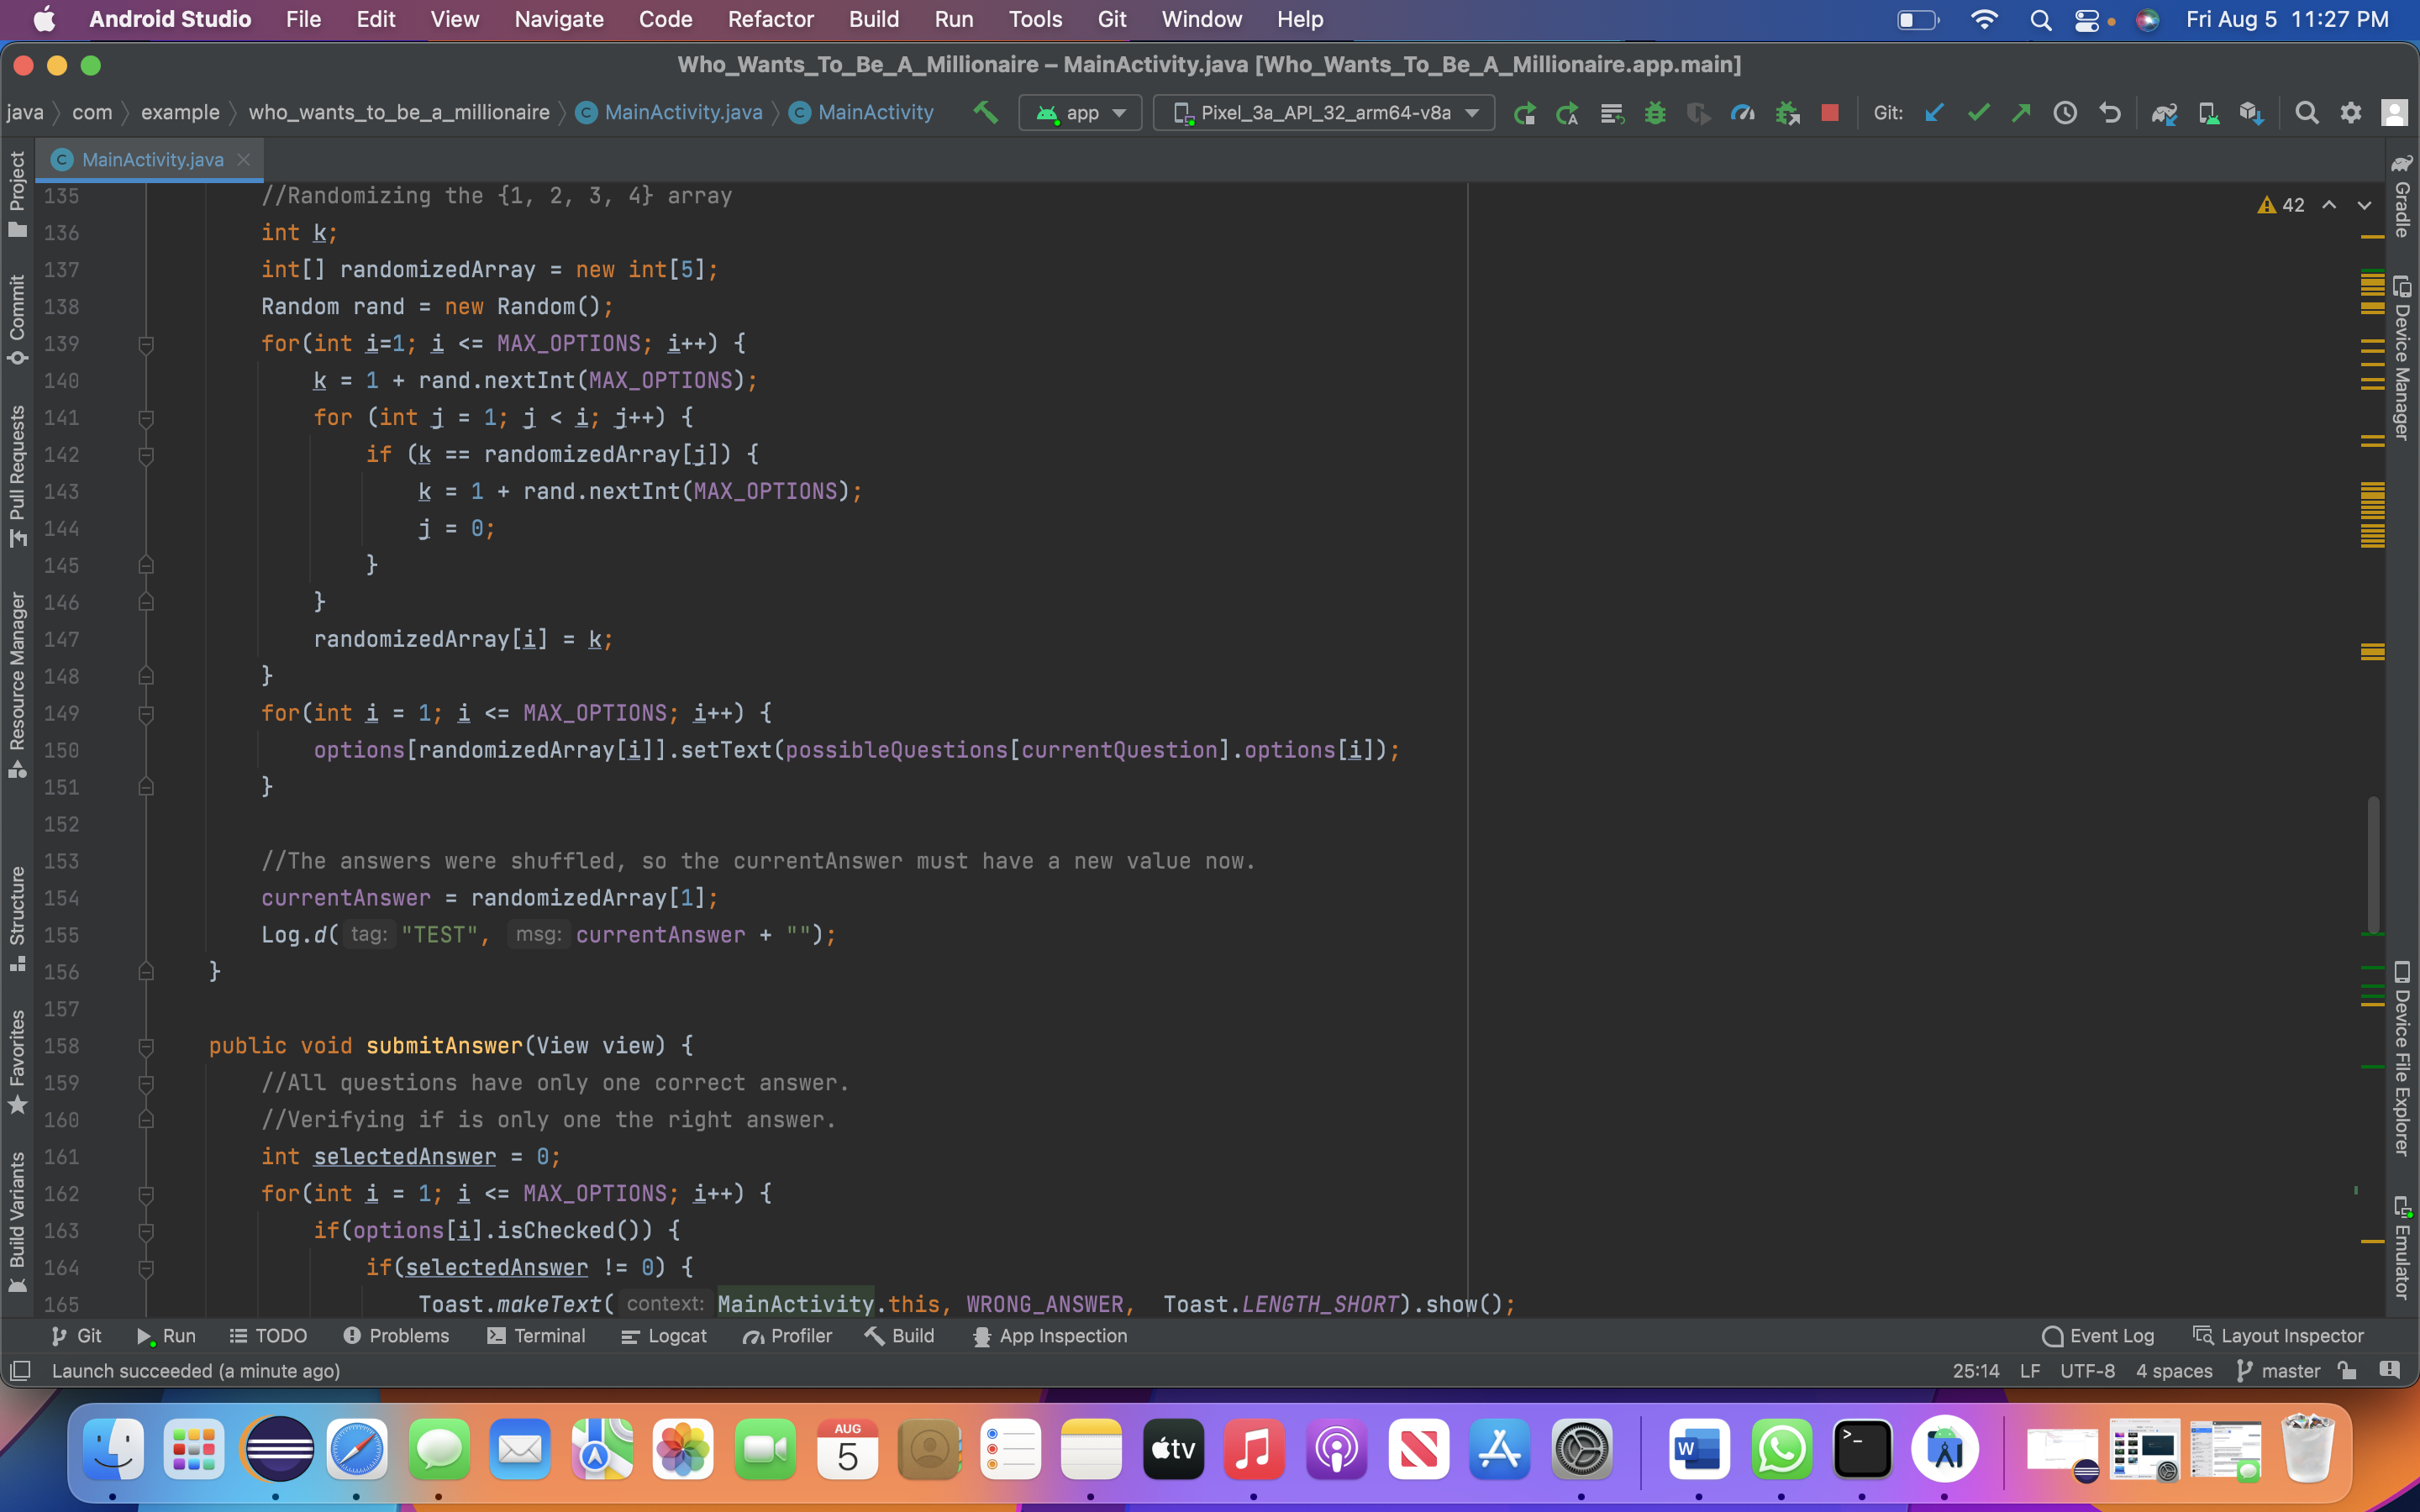 Android Studio File Edit View Navigate Code Refactor Build Run Tools Git Window Help Fri Aug 5 11:27 PM
Who_Wants_To_Be_A_Millionaire – MainActivity.java [Who_Wants_To_Be_A_Millionaire.app.main]
java com example who_wants_to_be_a_millionaire C MainActivity.java C MainActivity app Pixel_3a_API_32_arm64-v8a Git:
C MainActivity.java
42
135 //Randomizing the {1, 2, 3, 4} array
136 int k;
137 int[] randomizedArray = new int[5];
138 Random rand = new Random();
139 for(int i=1; i <= MAX_OPTIONS; i++) {
140 k = 1 + rand.nextInt(MAX_OPTIONS);
141 for (int j = 1; j < i; j++) {
142 if (k == randomizedArray[j]) {
143 k = 1 + rand.nextInt(MAX_OPTIONS);
144 j = 0;
145 }
146 }
147 randomizedArray[i] = k;
148 }
149 for(int i = 1; i <= MAX_OPTIONS; i++) {
150 options[randomizedArray[i]].setText(possibleQuestions[currentQuestion].options[i]);
151 }
152
153 //The answers were shuffled, so the currentAnswer must have a new value now.
154 currentAnswer = randomizedArray[1];
155 Log.d( tag: "TEST", msg: currentAnswer + "");
156 }
157
158 public void submitAnswer(View view) {
159 //All questions have only one correct answer.
160 //Verifying if is only one the right answer.
161 int selectedAnswer = 0;
162 for(int i = 1; i <= MAX_OPTIONS; i++) {
163 if(options[i].isChecked()) {
164 if(selectedAnswer != 0) {
165 Toast.makeText( context: MainActivity.this, WRONG_ANSWER, Toast.LENGTH_SHORT).show();
Project
Commit
Pull Requests
Resource Manager
Structure
Favorites
Build Variants
Gradle
Device Manager
Device File Explorer
Emulator
Git Run TODO Problems Terminal Logcat Profiler Build App Inspection Event Log Layout Inspector
Launch succeeded (a minute ago) 25:14 LF UTF-8 4 spaces master
AUG
5
tv
W